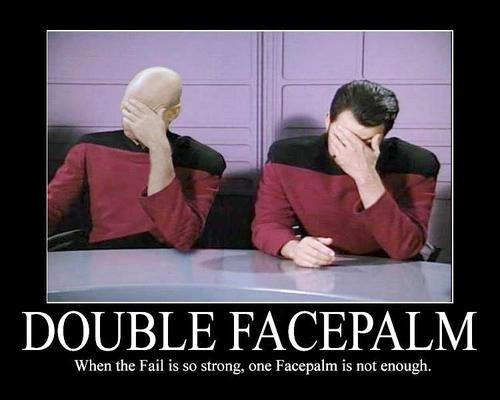 DOUBLE FACEPALM
When the Fail is so strong, one Facepalm is not enough.